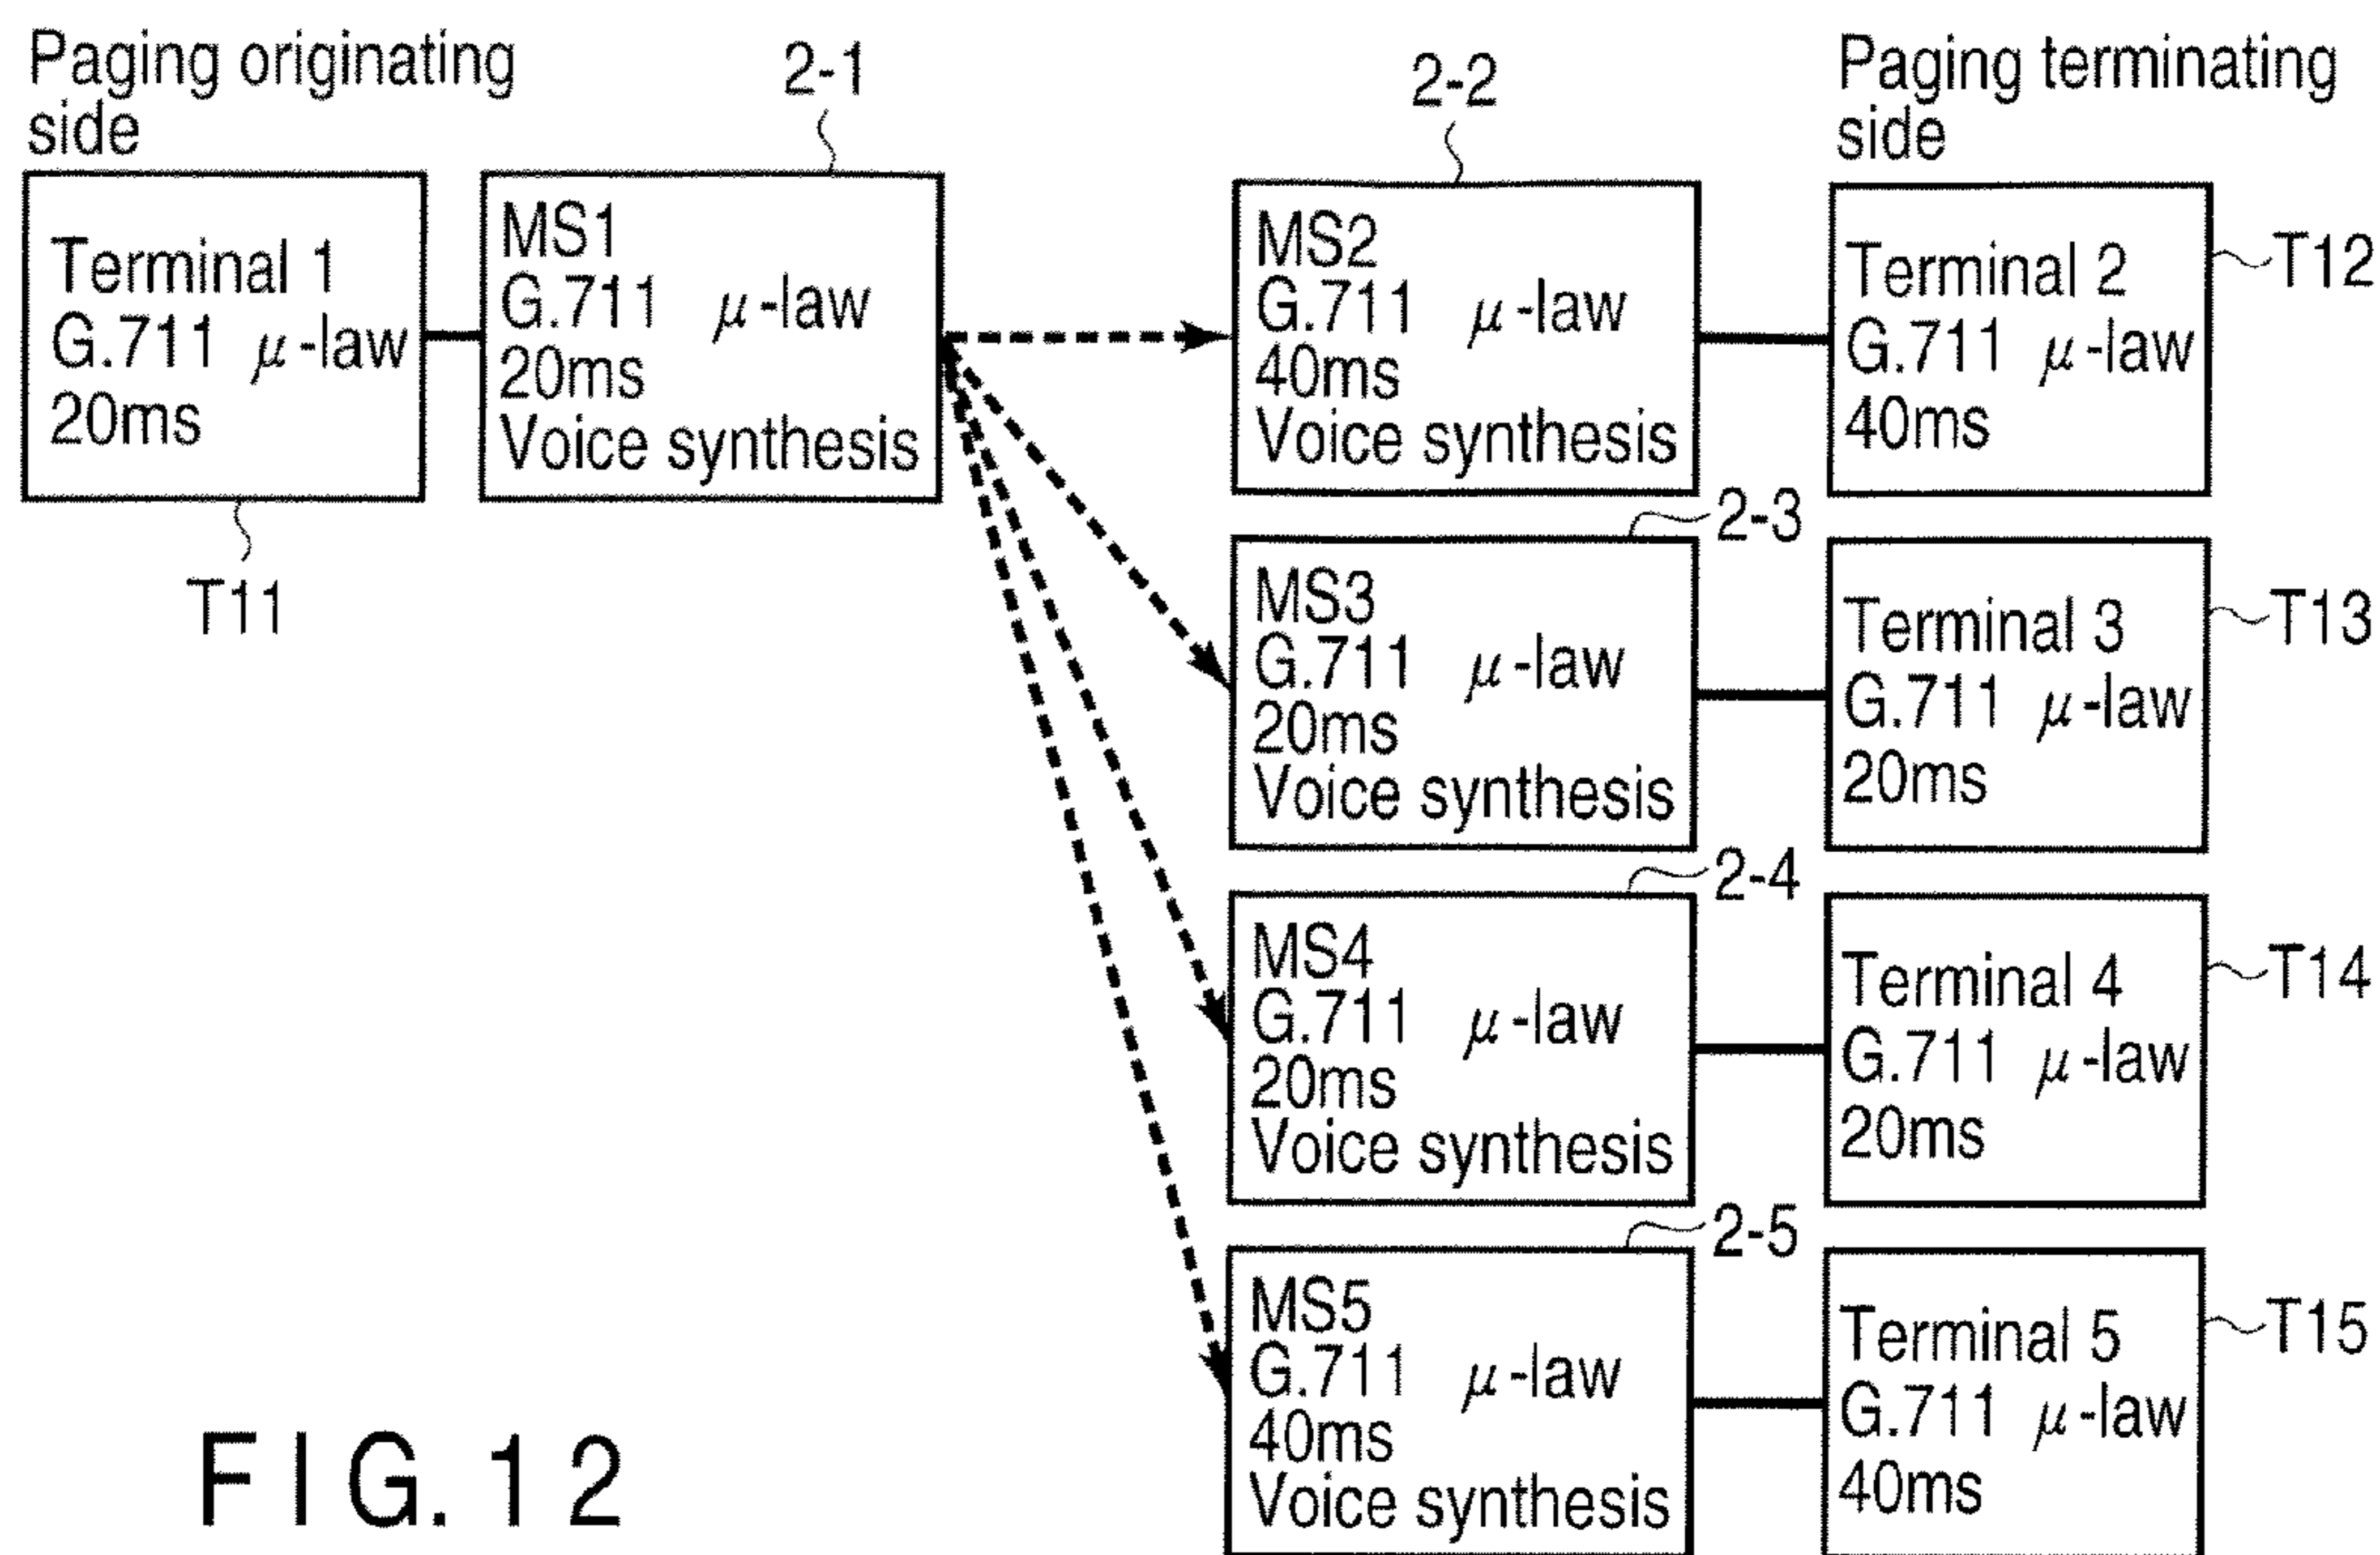 Paging originating
side
2-1
2-2
Paging terminating
side
Terminal 1
G.711 μ-law
20ms
T11
MS1
G.711 μ-law
20ms
Voice synthesis
MS2
G.711 μ-law
40ms
Voice synthesis
Terminal 2
G.711 μ-law
40ms
T12
2-3
MS3
G.711 μ-law
20ms
Voice synthesis
Terminal 3
G.711 μ-law
20ms
T13
2-4
MS4
G.711 μ-law
20ms
Voice synthesis
Terminal 4
G.711 μ-law
20ms
T14
2-5
MS5
G.711 μ-law
40ms
Voice synthesis
Terminal 5
G.711 μ-law
40ms
T15
FIG.12